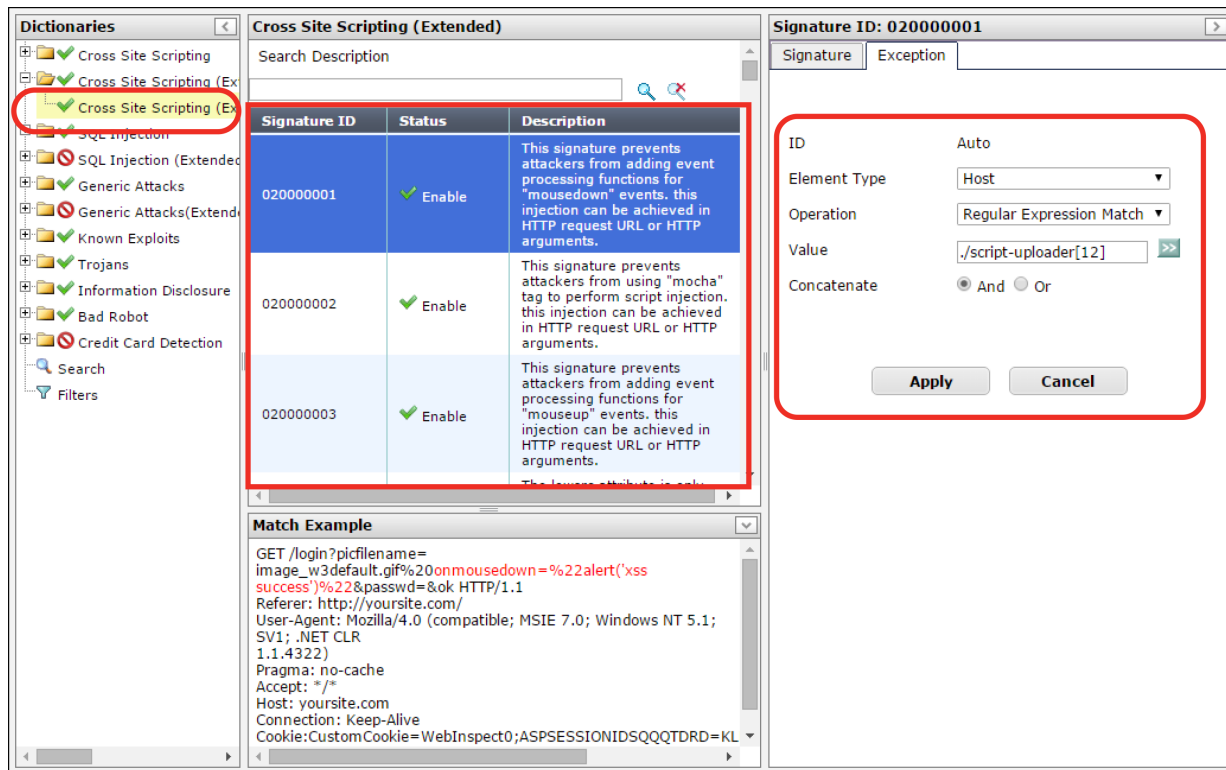 Dictionaries
Cross Site Scripting
Cross Site Scripting (Ex
Cross Site Scripting (Ex
SQL Injection
SQL Injection (Extended
Generic Attacks
Generic Attacks(Extende
Known Exploits
Trojans
Information Disclosure
Bad Robot
Credit Card Detection
Search
Filters
Cross Site Scripting (Extended)
Search Description
Signature ID Status Description
020000001 Enable
This signature prevents
attackers from adding event
processing functions for
"mousedown" events. this
injection can be achieved in
HTTP request URL or HTTP
arguments.
020000002 Enable
This signature prevents
attackers from using "mocha"
tag to perform script injection.
this injection can be achieved
in HTTP request URL or HTTP
arguments.
020000003 Enable
This signature prevents
attackers from adding event
processing functions for
"mouseup" events. this
injection can be achieved in
HTTP request URL or HTTP
arguments.
The lowsrc attribute is only
Match Example
GET /login?picfilename=
image_w3default.gif%20onmousedown=%22alert('xss
success')%22&passwd=&ok HTTP/1.1
Referer: http://yoursite.com/
User-Agent: Mozilla/4.0 (compatible; MSIE 7.0; Windows NT 5.1;
SV1; .NET CLR
1.1.4322)
Pragma: no-cache
Accept: */*
Host: yoursite.com
Connection: Keep-Alive
Cookie:CustomCookie=WebInspect0;ASPSESSIONIDSQQQTDRD=KL
Signature ID: 020000001
Signature Exception
ID Auto
Element Type Host
Operation Regular Expression Match
Value ./script-uploader[12] >>
Concatenate And Or
Apply Cancel